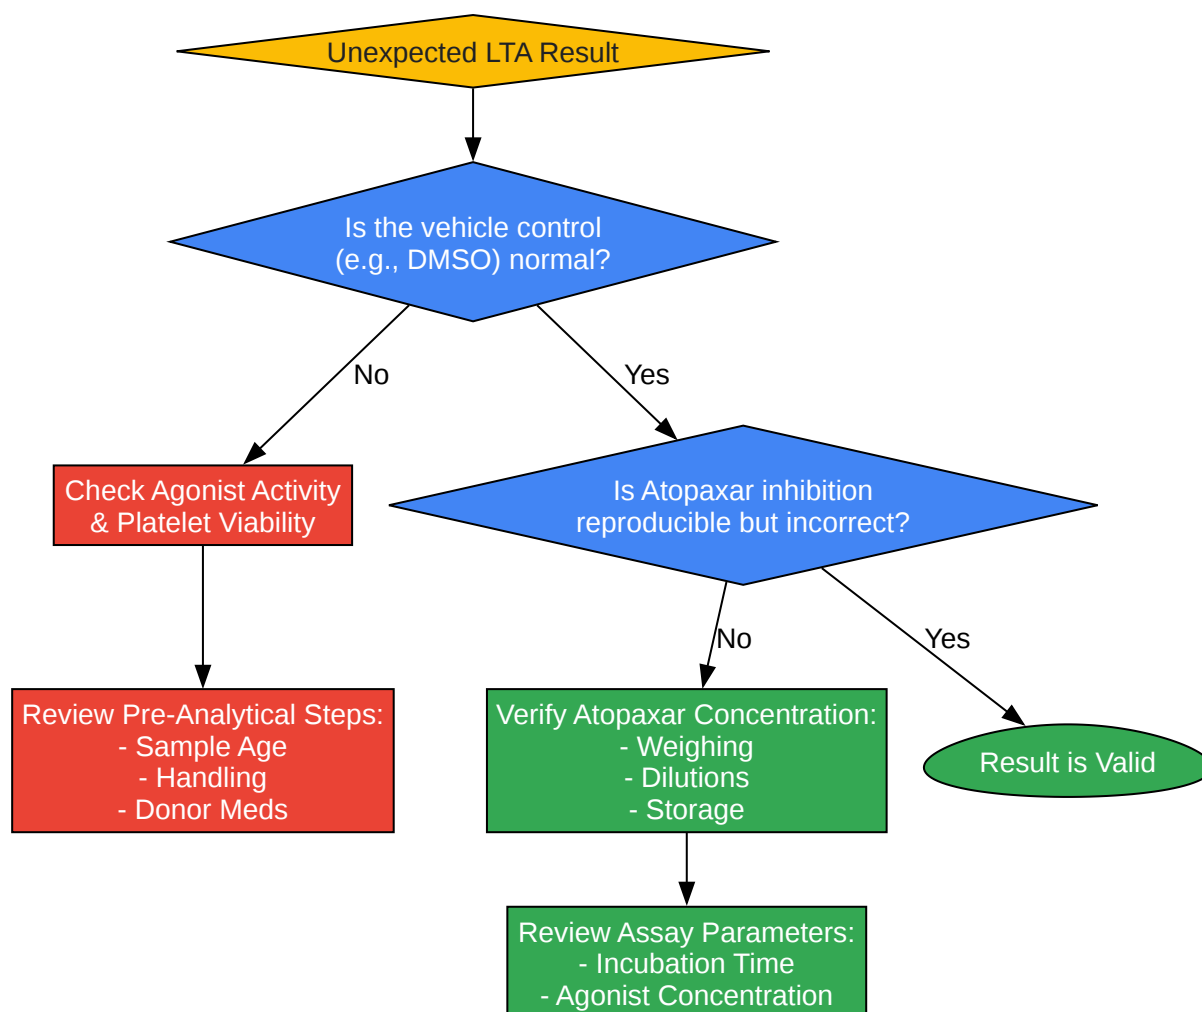 Unexpected LTA Result
Is the vehicle control
(e.g., DMSO) normal?
No
Yes
Check Agonist Activity
& Platelet Viability
Is Atopaxar inhibition
reproducible but incorrect?
No
Yes
Review Pre-Analytical Steps:
- Sample Age
- Handling
- Donor Meds
Verify Atopaxar Concentration:
- Weighing
- Dilutions
- Storage
Result is Valid
Review Assay Parameters:
- Incubation Time
- Agonist Concentration